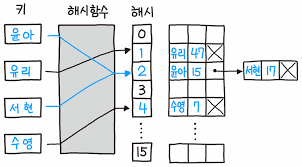 키 해시함수 해시
0
윤아 1 유리 47
유리 2 윤아 15 서현 17
3
서현 4 수영 7
수영
15